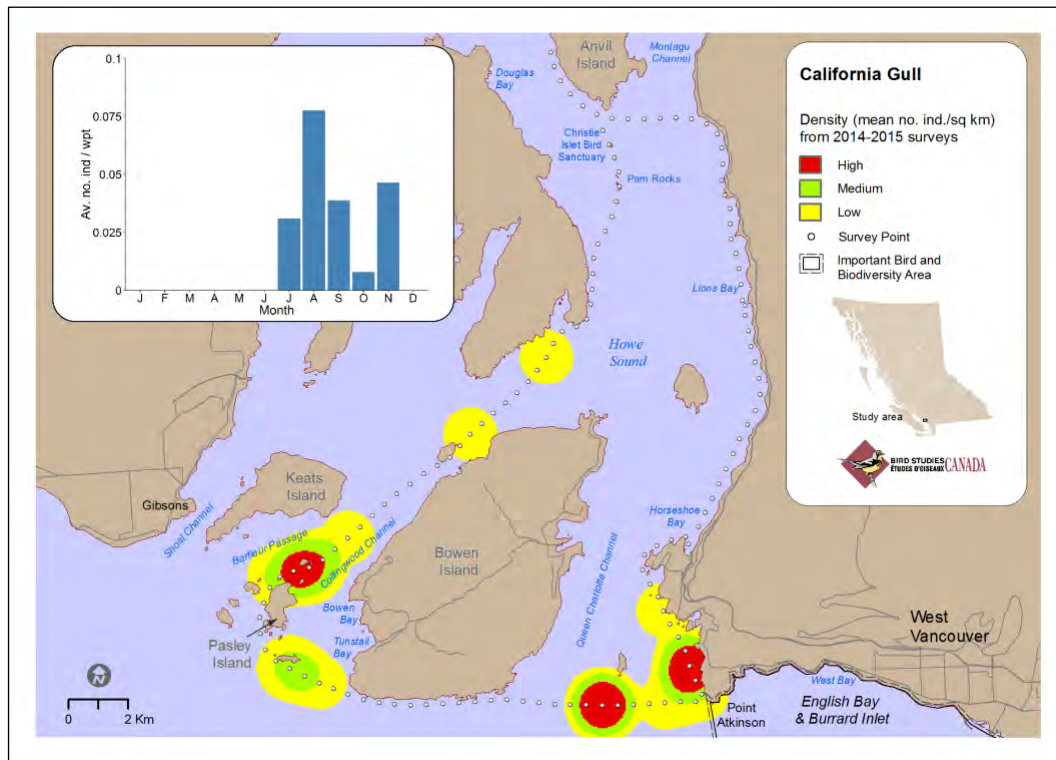 0.1
0.075
0.05
0.025
0
Av. no. ind / wpt
J F M A M J J A S O N D
Month
Anvil
Island
Montagu
Channel
Douglas
Bay
Christie
Islet Bird
Sanctuary
Pam Rocks
Lions Bay
Howe
Sound
Keats
Island
Gibsons
Shoal Channel
Barfleur Passage
Collingwood Channel
Horseshoe
Bay
Bowen
Island
Bowen
Bay
Tunstall
Bay
Pasley
Island
Queen Charlotte Channel
West
Vancouver
West Bay
English Bay
& Burrard Inlet
Point
Atkinson
0 2 Km
California Gull
Density (mean no. ind./sq km)
from 2014-2015 surveys
High
Medium
Low
Survey Point
Important Bird and
Biodiversity Area
Study area
BIRD STUDIES
ÉTUDES D'OISEAUX CANADA